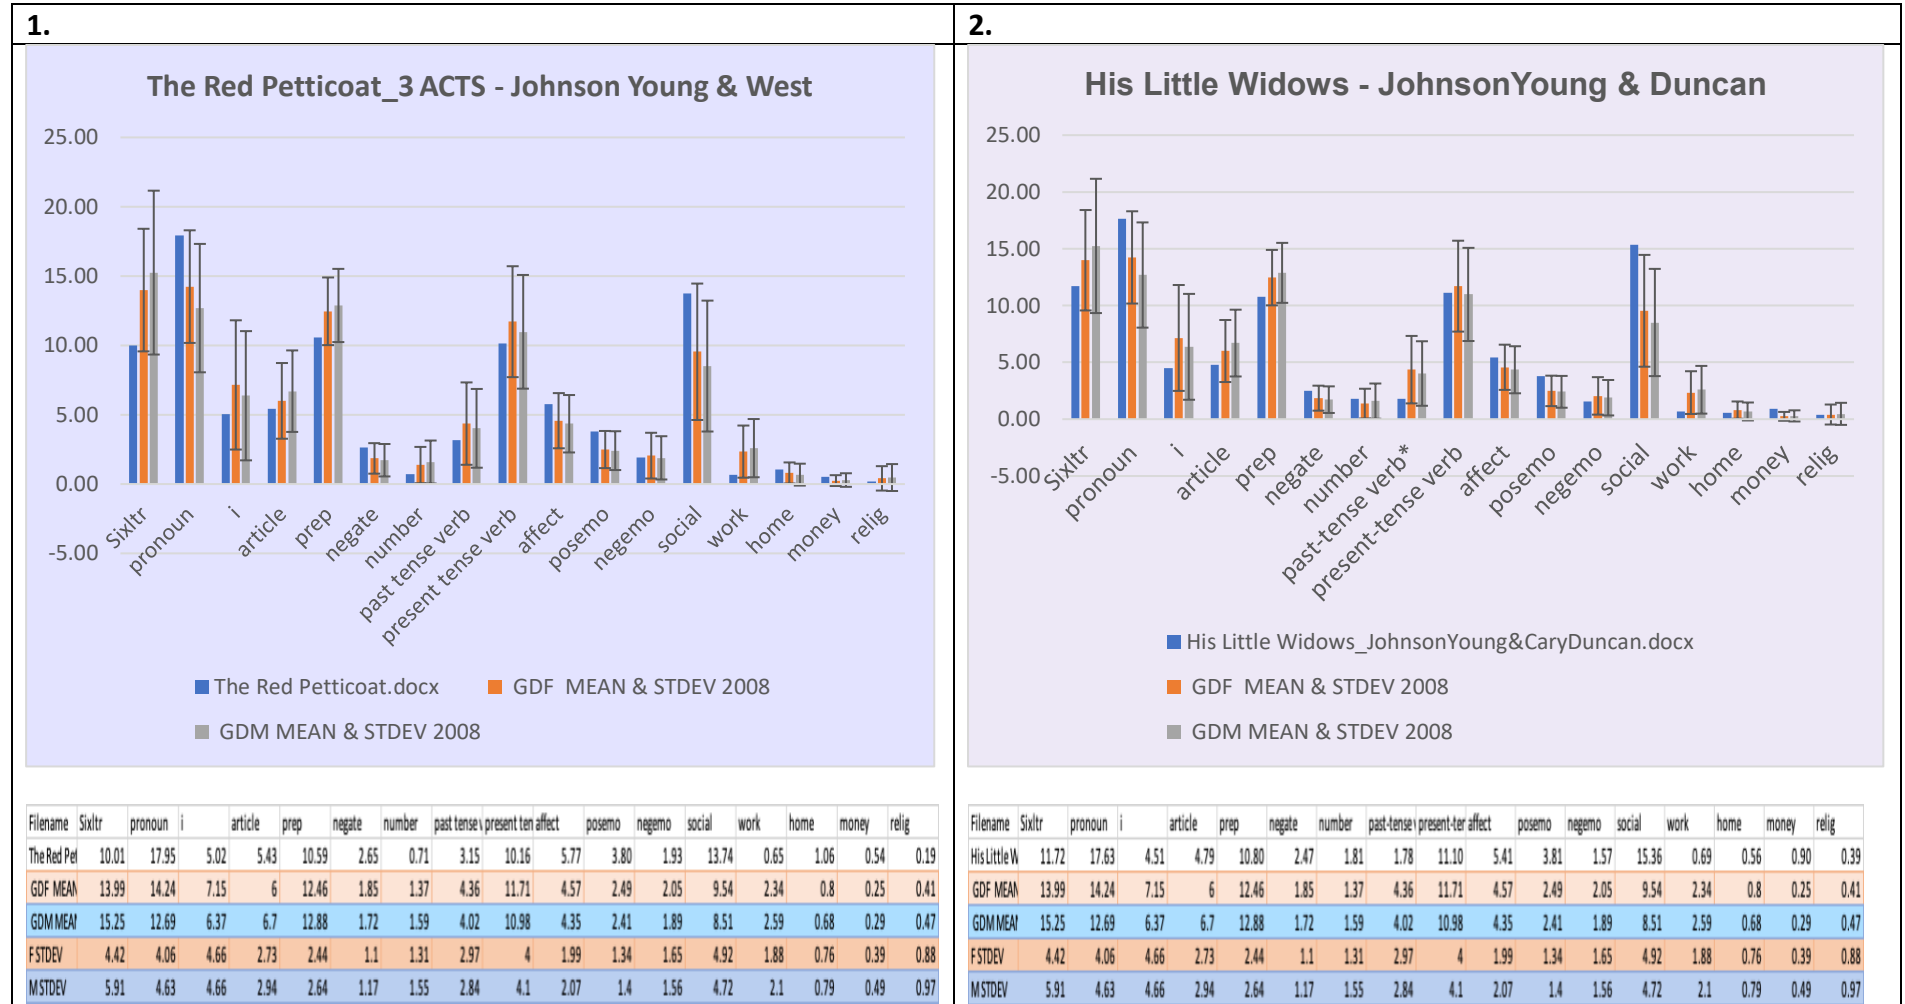 1.
The Red Petticoat_3 ACTS - Johnson Young & West
25.00
20.00
15.00
10.00
5.00
0.00
-5.00
Sixltr
pronoun
i
article
prep
negate
number
past tense verb
present tense verb
affect
posemo
negemo
social
work
home
money
relig
The Red Petticoat.docx
GDF MEAN & STDEV 2008
GDM MEAN & STDEV 2008
Filename Sixltr pronoun i article prep negate number past tense v present ten affect posemo negemo social work home money relig
The Red Pet 10.01 17.95 5.02 5.43 10.59 2.65 0.71 3.15 10.16 5.77 3.80 1.93 13.74 0.65 1.06 0.54 0.19
GDF MEAN 13.99 14.24 7.15 6 12.46 1.85 1.37 4.36 11.71 4.57 2.49 2.05 9.54 2.34 0.8 0.25 0.41
GDM MEAN 15.25 12.69 6.37 6.7 12.88 1.72 1.59 4.02 10.98 4.35 2.41 1.89 8.51 2.59 0.68 0.29 0.47
F STDEV 4.42 4.06 4.66 2.73 2.44 1.1 1.31 2.97 4 1.99 1.34 1.65 4.92 1.88 0.76 0.39 0.88
M STDEV 5.91 4.63 4.66 2.94 2.64 1.17 1.55 2.84 4.1 2.07 1.4 1.56 4.72 2.1 0.79 0.49 0.97
2.
His Little Widows - JohnsonYoung & Duncan
25.00
20.00
15.00
10.00
5.00
0.00
-5.00
Sixltr
pronoun
i
article
prep
negate
number
past-tense verb*
present-tense verb
affect
posemo
negemo
social
work
home
money
relig
His Little Widows_JohnsonYoung&CaryDuncan.docx
GDF MEAN & STDEV 2008
GDM MEAN & STDEV 2008
Filename Sixltr pronoun i article prep negate number past-tense v present-ter affect posemo negemo social work home money relig
His Little W 11.72 17.63 4.51 4.79 10.80 2.47 1.81 1.78 11.10 5.41 3.81 1.57 15.36 0.69 0.56 0.90 0.39
GDF MEAN 13.99 14.24 7.15 6 12.46 1.85 1.37 4.36 11.71 4.57 2.49 2.05 9.54 2.34 0.8 0.25 0.41
GDM MEAN 15.25 12.69 6.37 6.7 12.88 1.72 1.59 4.02 10.98 4.35 2.41 1.89 8.51 2.59 0.68 0.29 0.47
F STDEV 4.42 4.06 4.66 2.73 2.44 1.1 1.31 2.97 4 1.99 1.34 1.65 4.92 1.88 0.76 0.39 0.88
M STDEV 5.91 4.63 4.66 2.94 2.64 1.17 1.55 2.84 4.1 2.07 1.4 1.56 4.72 2.1 0.79 0.49 0.97